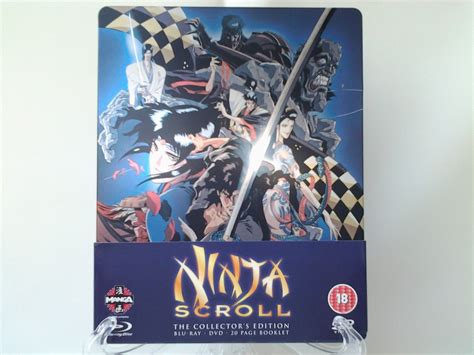 NINJA
SCROLL
THE COLLECTOR'S EDITION
BLU-RAY · DVD · 20 PAGE BOOKLET
MANGA
18